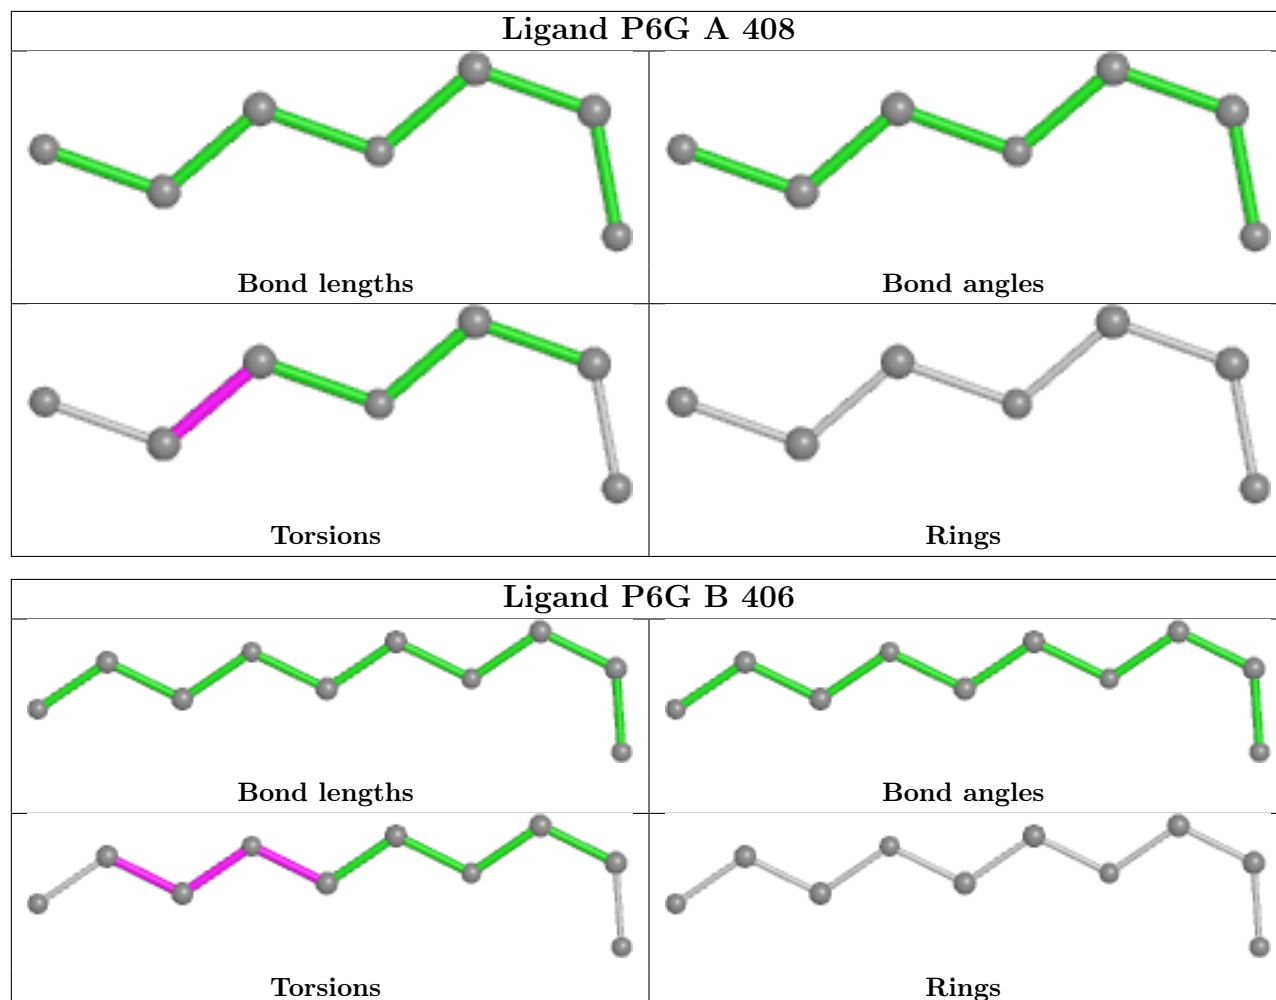 Ligand P6G A 408
Bond lengths
Bond angles
Torsions
Rings
Ligand P6G B 406
Bond lengths
Bond angles
Torsions
Rings